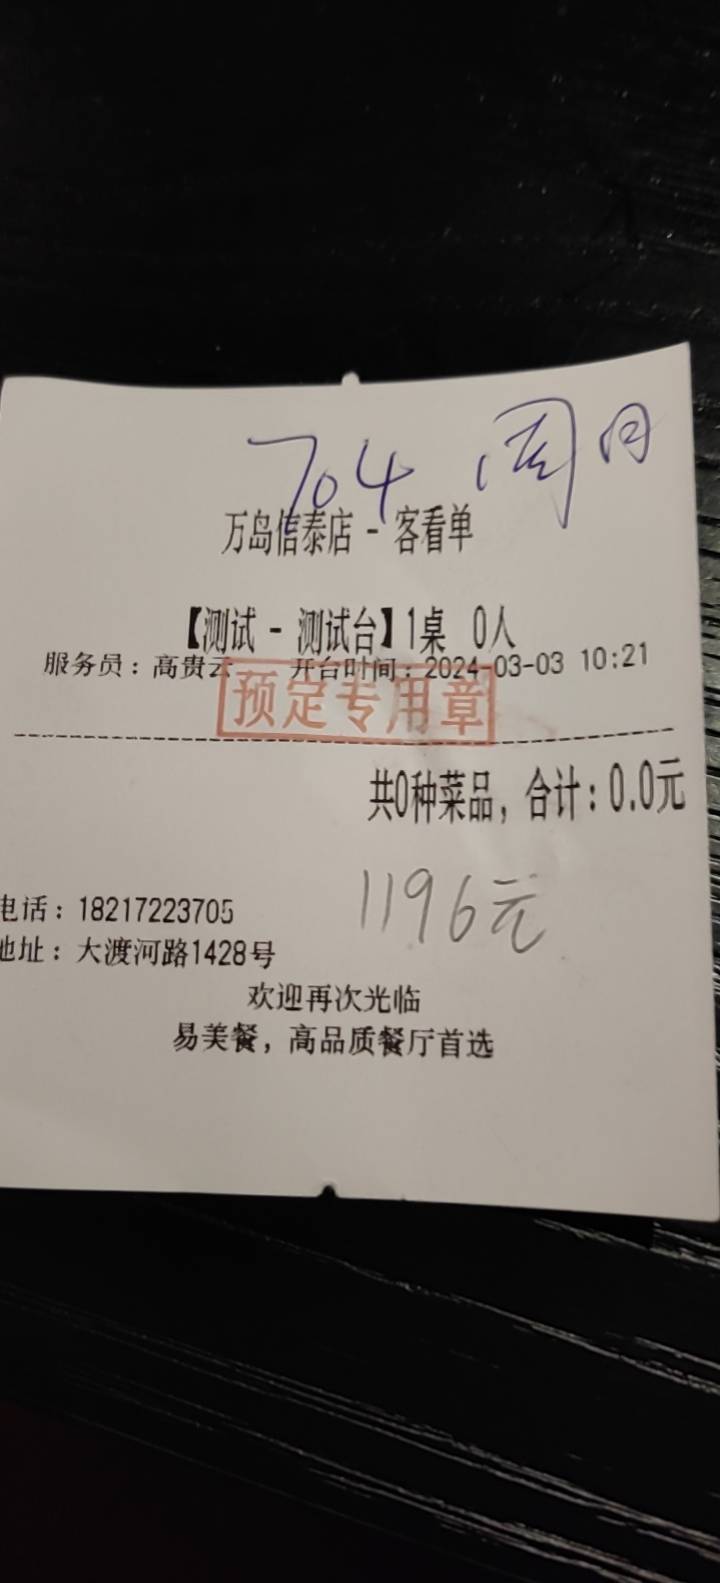 704 周
万岛信泰店 - 客看单
【测试 - 测试台】1桌 0人
服务员：高贵云 开台时间：2024-03-03 10:21
预定专用章
共0种菜品，合计：0.0元
1196元
电话：18217223705
地址：大渡河路1428号
欢迎再次光临
易美餐，高品质餐厅首选